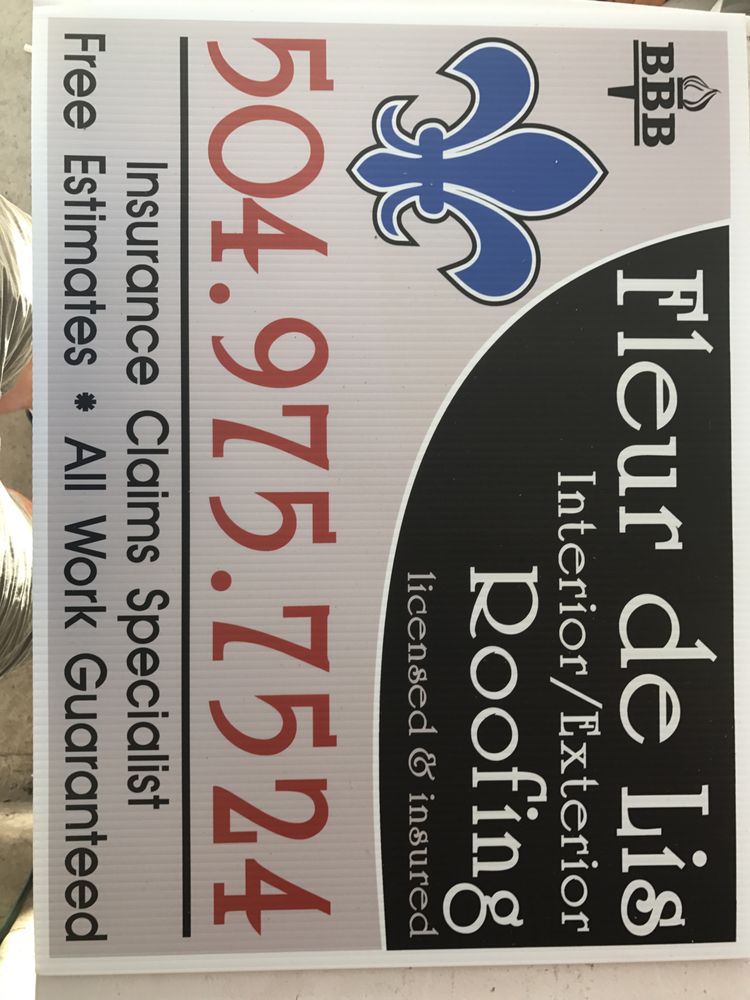 BBB
Fleur de Lis
Interior/Exterior
Roofing
licensed & insured
504.975.7524
Insurance Claims Specialist
Free Estimates * All Work Guaranteed